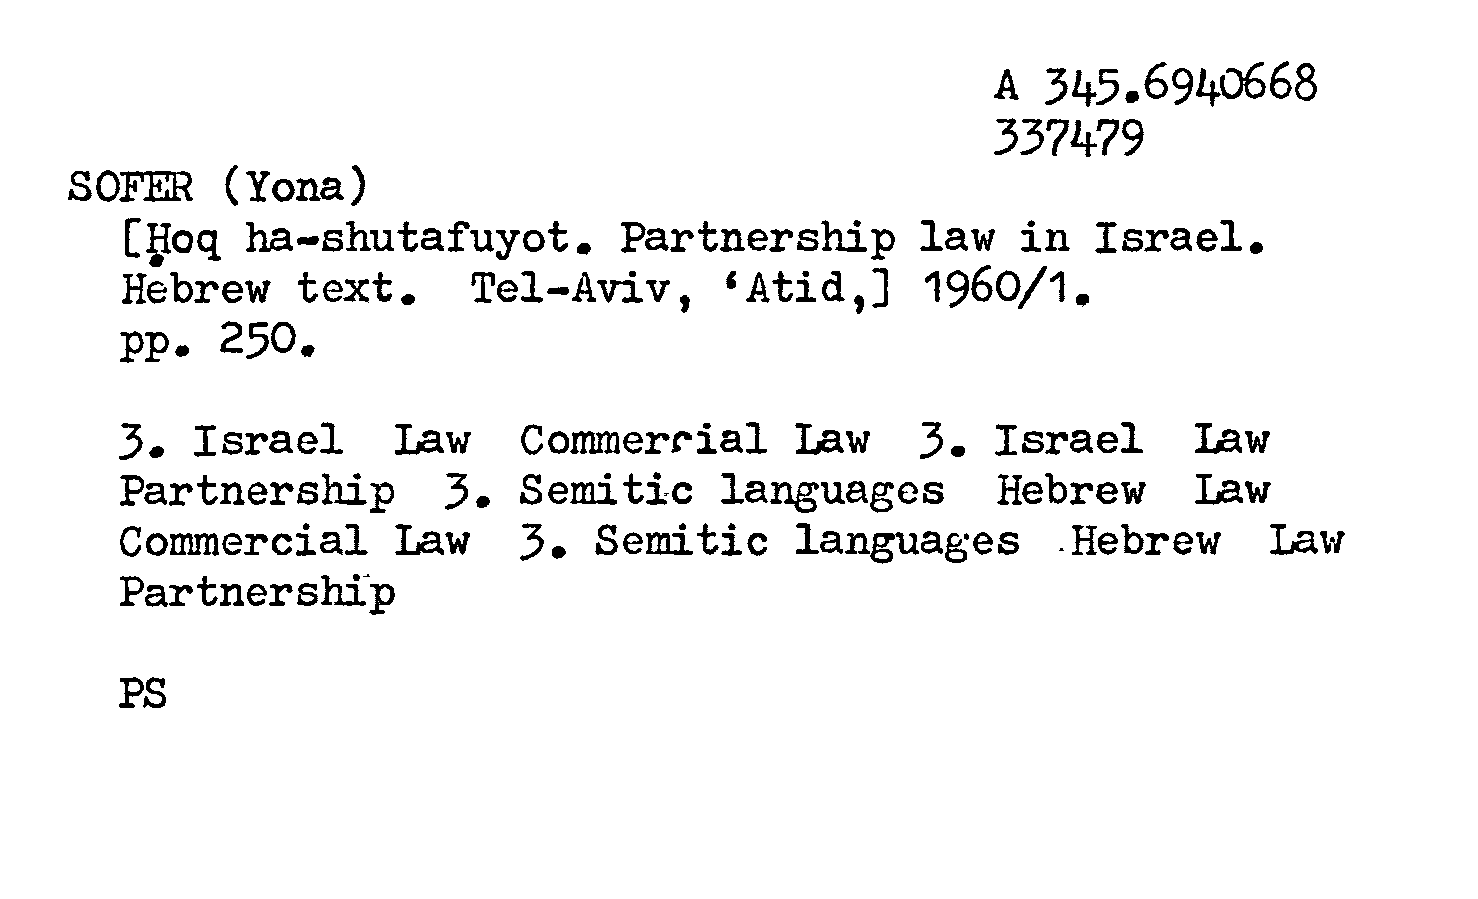 A 345.6940668
337479
SOFER (Yona)
[Ḥoq ha-shutafuyot. Partnership law in Israel.
Hebrew text. Tel-Aviv, ‘Atid,] 1960/1.
pp. 250.
3. Israel Law Commercial Law 3. Israel Law
Partnership 3. Semitic languages Hebrew Law
Commercial Law 3. Semitic languages Hebrew Law
Partnership
PS